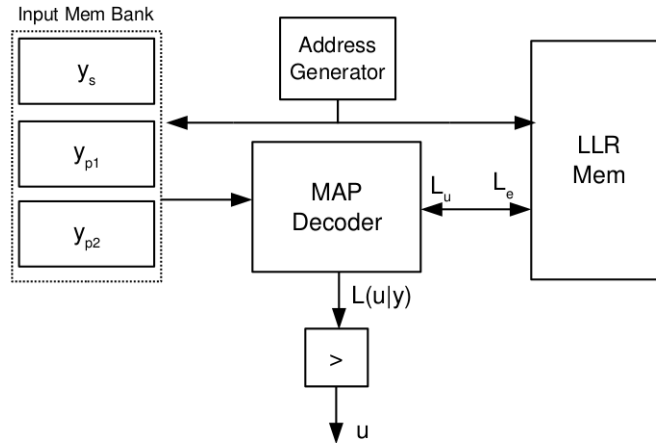 Input Mem Bank
y_s
y_p1
y_p2
Address
Generator
MAP
Decoder
L_u
L_e
LLR
Mem
L(u|y)
>
u